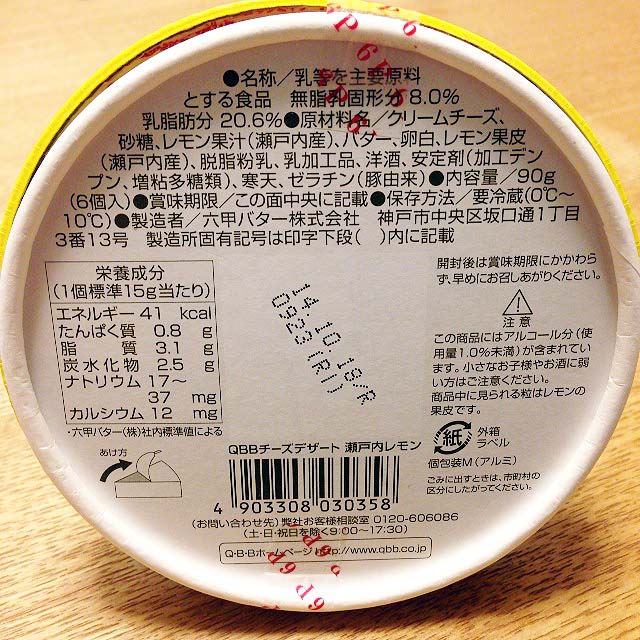 ●名称／乳等を主要原料
とする食品 無脂乳固形分 8.0%
乳脂肪分 20.6%●原材料名／クリームチーズ、
砂糖、レモン果汁(瀬戸内産)、バター、卵白、レモン果皮
(瀬戸内産)、脱脂粉乳、乳加工品、洋酒、安定剤(加工デン
プン、増粘多糖類)、寒天、ゼラチン(豚由来)●内容量／90g
(6個入)●賞味期限／この面中央に記載●保存方法／要冷蔵(0℃〜
10℃)●製造者／六甲バター株式会社 神戸市中央区坂口通1丁目
3番13号 製造所固有記号は印字下段( )内に記載
栄養成分
(1個標準15g当たり)
エネルギー 41 kcal
たんぱく質 0.8 g
脂質 3.1 g
炭水化物 2.5 g
ナトリウム 17〜
37 mg
カルシウム 12 mg
・六甲バター(株)社内標準値による
あけ方
14.10.18/R
0923(R1)
開封後は賞味期限にかかわら
ず、早めにお召しあがりください。
注意
この商品にはアルコール分(使
用量1.0%未満)が含まれていま
す。小さなお子様やお酒に弱
い方はご注意ください。
商品中に見られる粒はレモンの
果皮です。
紙
外箱
ラベル
個包装M(アルミ)
ごみに出すときは、市町村の
区分にしたがってください。
QBBチーズデザート 瀬戸内レモン
4 903308 030358
(お問い合わせ先) 弊社お客様相談室 0120-606086
(土・日・祝日を除く9:00〜17:30)
Q・B・Bホームページ http://www.qbb.co.jp